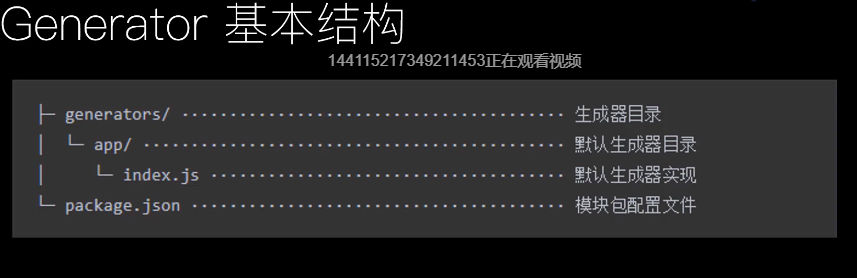 Generator 基本结构
144115217349211453正在观看视频
├─ generators/ ········································· 生成器目录
│  └─ app/ ············································· 默认生成器目录
│     └─ index.js ······································ 默认生成器实现
└─ package.json ········································ 模块包配置文件